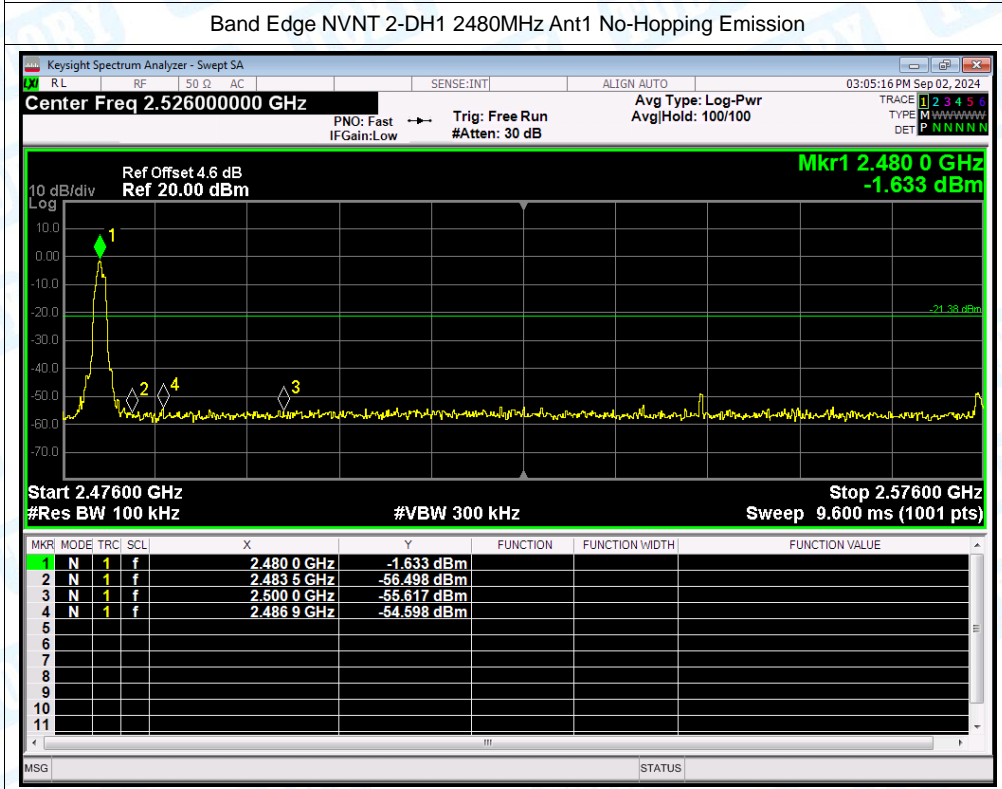 Band Edge NVNT 2-DH1 2480MHz Ant1 No-Hopping Emission
Keysight Spectrum Analyzer - Swept SA
LXI RL RF 50 Ω AC SENSE:INT ALIGN AUTO 03:05:16 PM Sep 02, 2024
Center Freq 2.526000000 GHz
PNO: Fast
IFGain:Low
Trig: Free Run
#Atten: 30 dB
Avg Type: Log-Pwr
Avg|Hold: 100/100
TRACE 1 2 3 4 5 6
TYPE M WWWWW
DET P N N N N N
Ref Offset 4.6 dB
10 dB/div Ref 20.00 dBm
Log
Mkr1 2.480 0 GHz
-1.633 dBm
10.0
0.00
-10.0
-20.0
-30.0
-40.0
-50.0
-60.0
-70.0
1
-21.38 dBm
2
4
3
Start 2.47600 GHz
Stop 2.57600 GHz
#Res BW 100 kHz
#VBW 300 kHz
Sweep 9.600 ms (1001 pts)
MKR MODE TRC SCL X Y FUNCTION FUNCTION WIDTH FUNCTION VALUE
1 N 1 f 2.480 0 GHz -1.633 dBm
2 N 1 f 2.483 5 GHz -56.498 dBm
3 N 1 f 2.500 0 GHz -55.617 dBm
4 N 1 f 2.486 9 GHz -54.598 dBm
5
6
7
8
9
10
11
MSG STATUS